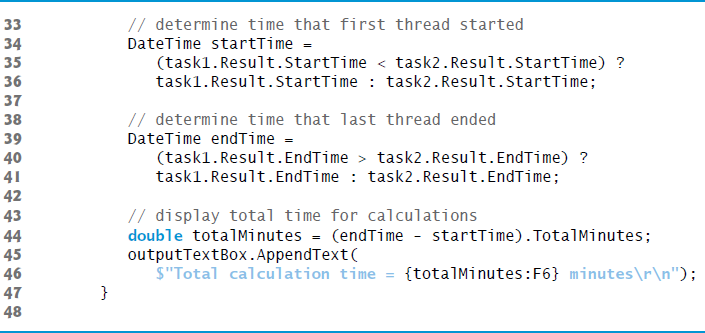 33 // determine time that first thread started
34 DateTime startTime =
35 (task1.Result.StartTime < task2.Result.StartTime) ?
36 task1.Result.StartTime : task2.Result.StartTime;
37
38 // determine time that last thread ended
39 DateTime endTime =
40 (task1.Result.EndTime > task2.Result.EndTime) ?
41 task1.Result.EndTime : task2.Result.EndTime;
42
43 // display total time for calculations
44 double totalMinutes = (endTime - startTime).TotalMinutes;
45 outputTextBox.AppendText(
46 $"Total calculation time = {totalMinutes:F6} minutes\r\n");
47 }
48